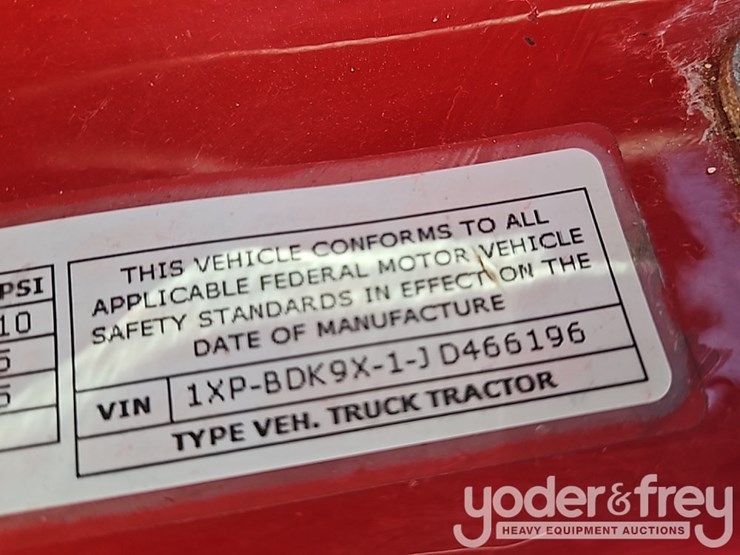 PSI
10
5
5
THIS VEHICLE CONFORMS TO ALL
APPLICABLE FEDERAL MOTOR VEHICLE
SAFETY STANDARDS IN EFFECT ON THE
DATE OF MANUFACTURE
VIN 1XP-BDK9X-1-JD466196
TYPE VEH. TRUCK TRACTOR
yoder&frey
HEAVY EQUIPMENT AUCTIONS